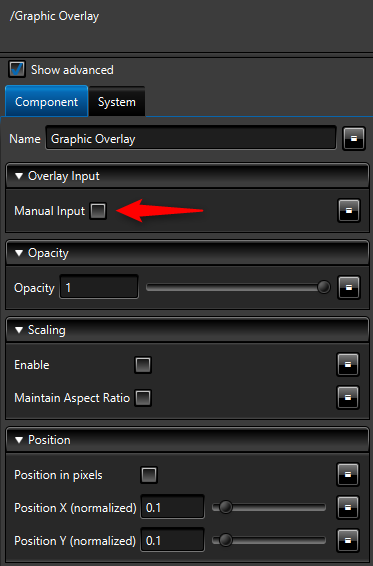 /Graphic Overlay
Show advanced
Component System
Name Graphic Overlay
Overlay Input
Manual Input
Opacity
Opacity 1
Scaling
Enable
Maintain Aspect Ratio
Position
Position in pixels
Position X (normalized) 0.1
Position Y (normalized) 0.1